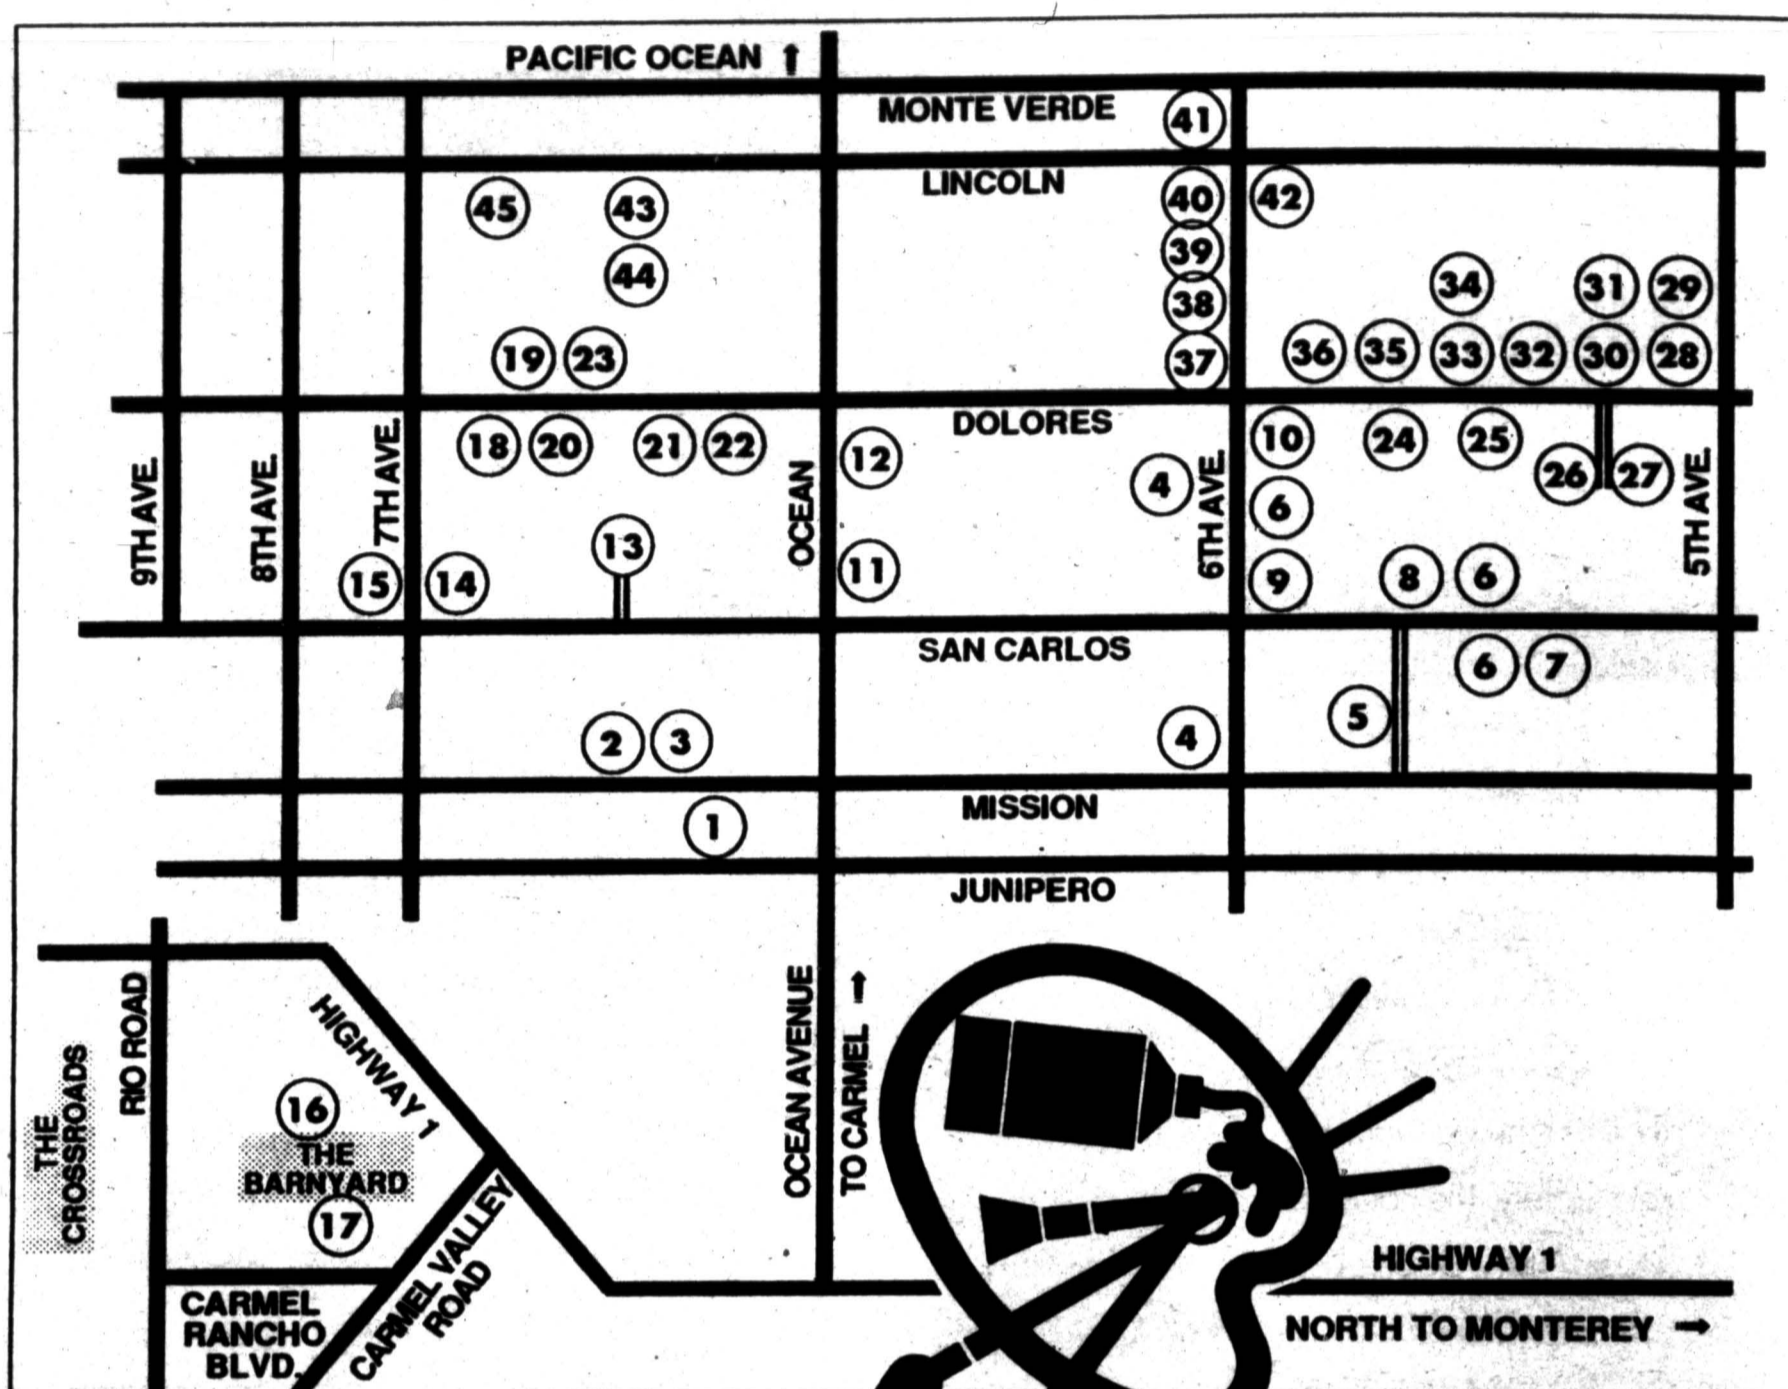 PACIFIC OCEAN ↑
MONTE VERDE
41
LINCOLN
45 43 40 42
44 39
38 34 31 29
19 23 37 36 35 33 32 30 28
DOLORES
18 20 21 22 12 10 24 25
4 26 27
6
13
11
15 14 9 8 6
9TH AVE.
8TH AVE.
7TH AVE.
OCEAN
6TH AVE.
5TH AVE.
SAN CARLOS
6 7
5
2 3 4
MISSION
1
JUNIPERO
THE
CROSSROADS
RIO ROAD
HIGHWAY 1
16
THE
BARNYARD
17
CARMEL
RANCHO
BLVD.
CARMEL VALLEY
ROAD
OCEAN AVENUE
TO CARMEL →
HIGHWAY 1
NORTH TO MONTEREY →